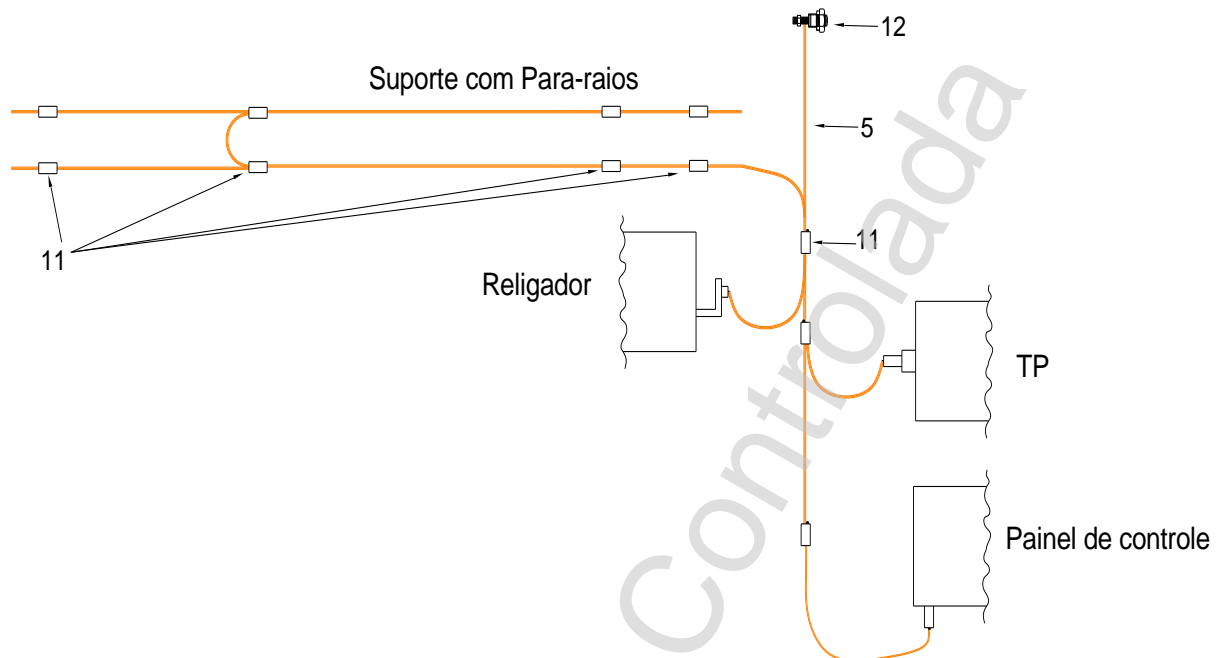 12
Suporte com Para-raios
5
11
11
Religador
TP
Painel de controle
Controlada